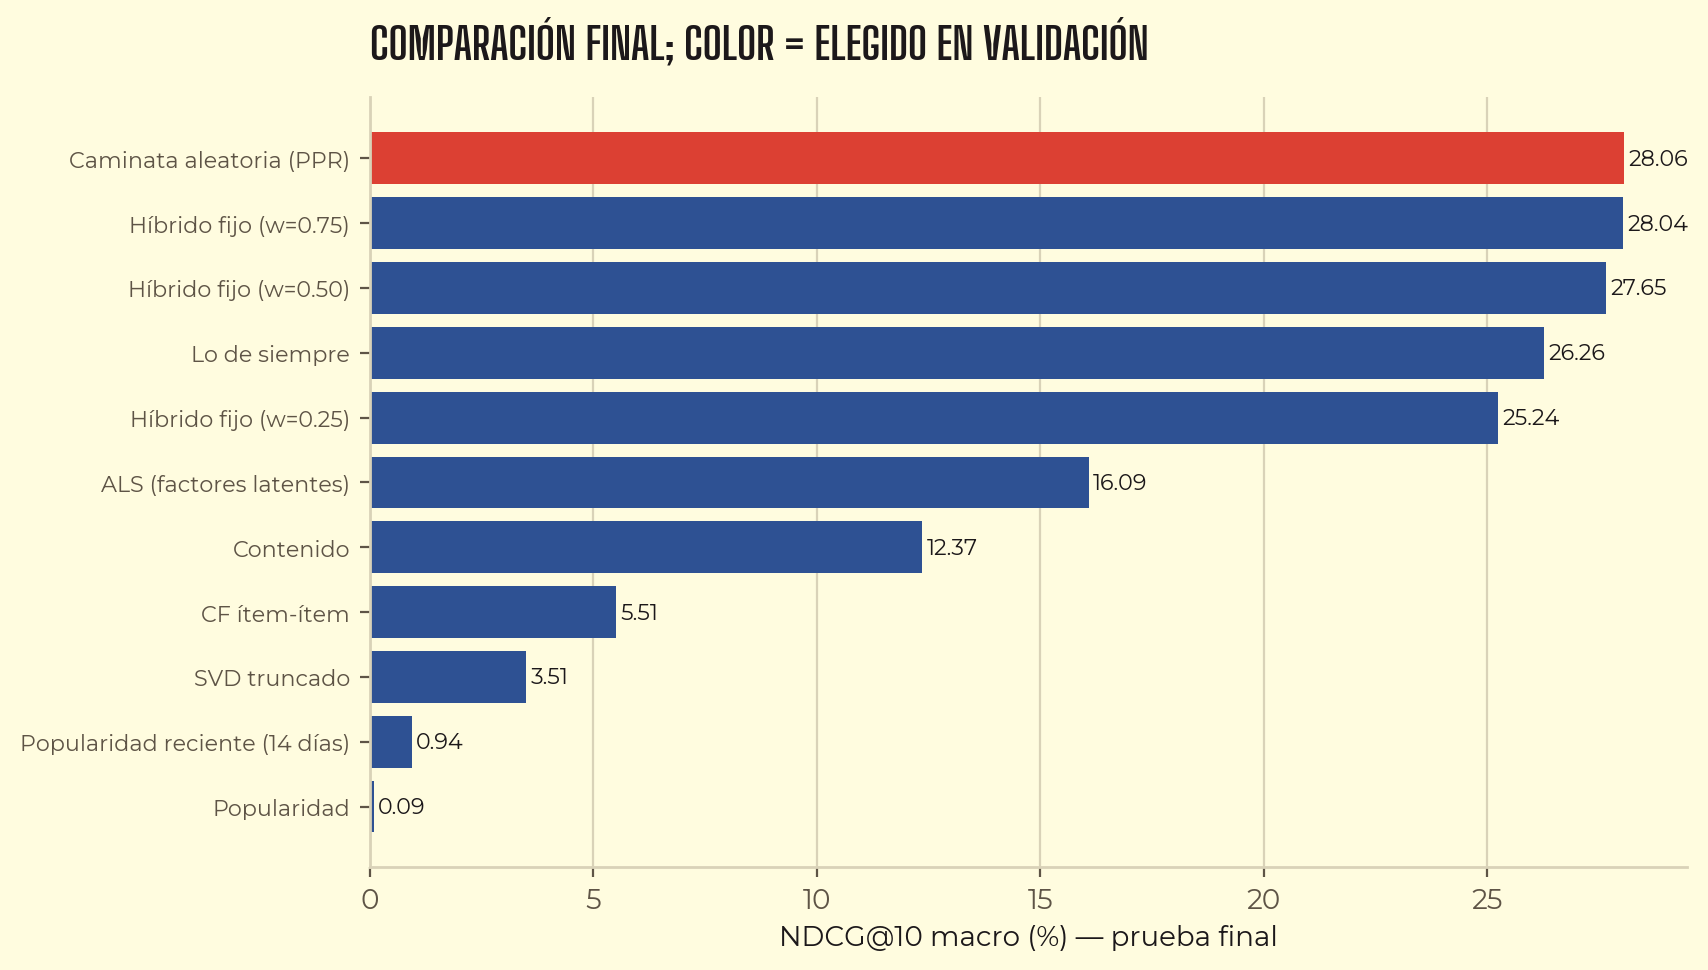 COMPARACIÓN FINAL; COLOR = ELEGIDO EN VALIDACIÓN
Caminata aleatoria (PPR) 28.06
Híbrido fijo (w=0.75) 28.04
Híbrido fijo (w=0.50) 27.65
Lo de siempre 26.26
Híbrido fijo (w=0.25) 25.24
ALS (factores latentes) 16.09
Contenido 12.37
CF ítem-ítem 5.51
SVD truncado 3.51
Popularidad reciente (14 días) 0.94
Popularidad 0.09
0 5 10 15 20 25
NDCG@10 macro (%) — prueba final